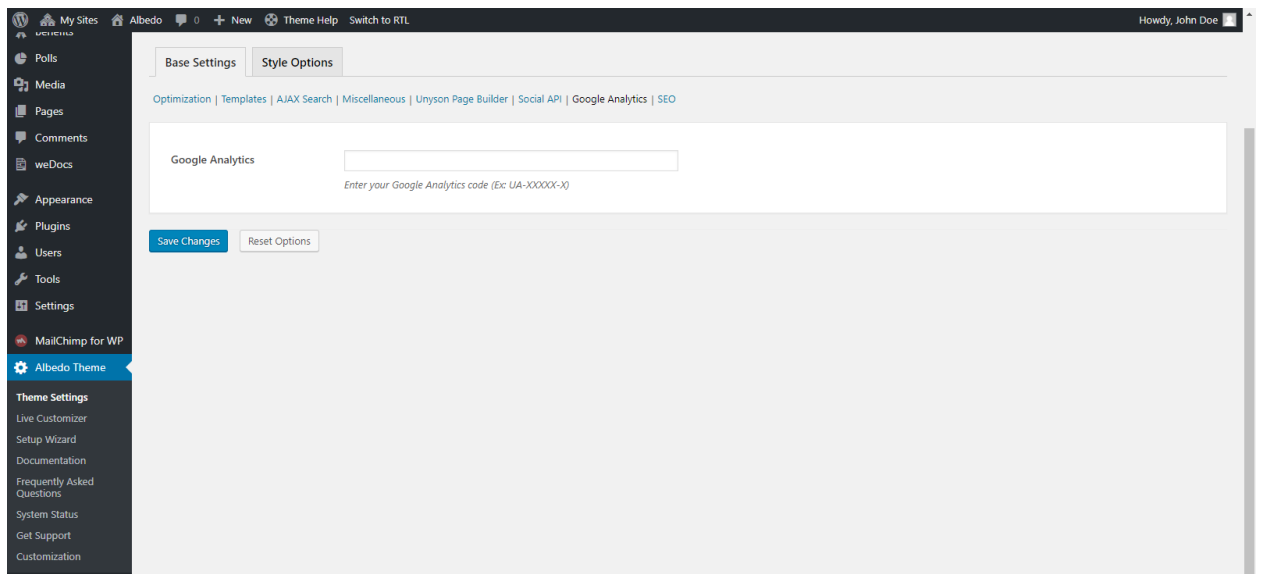 My Sites Albedo 0 New Theme Help Switch to RTL Howdy, John Doe
Benefits
Polls
Media
Pages
Comments
weDocs
Appearance
Plugins
Users
Tools
Settings
MailChimp for WP
Albedo Theme
Theme Settings
Live Customizer
Setup Wizard
Documentation
Frequently Asked
Questions
System Status
Get Support
Customization
Base Settings Style Options
Optimization | Templates | AJAX Search | Miscellaneous | Unyson Page Builder | Social API | Google Analytics | SEO
Google Analytics
Enter your Google Analytics code (Ex: UA-XXXXX-X)
Save Changes Reset Options